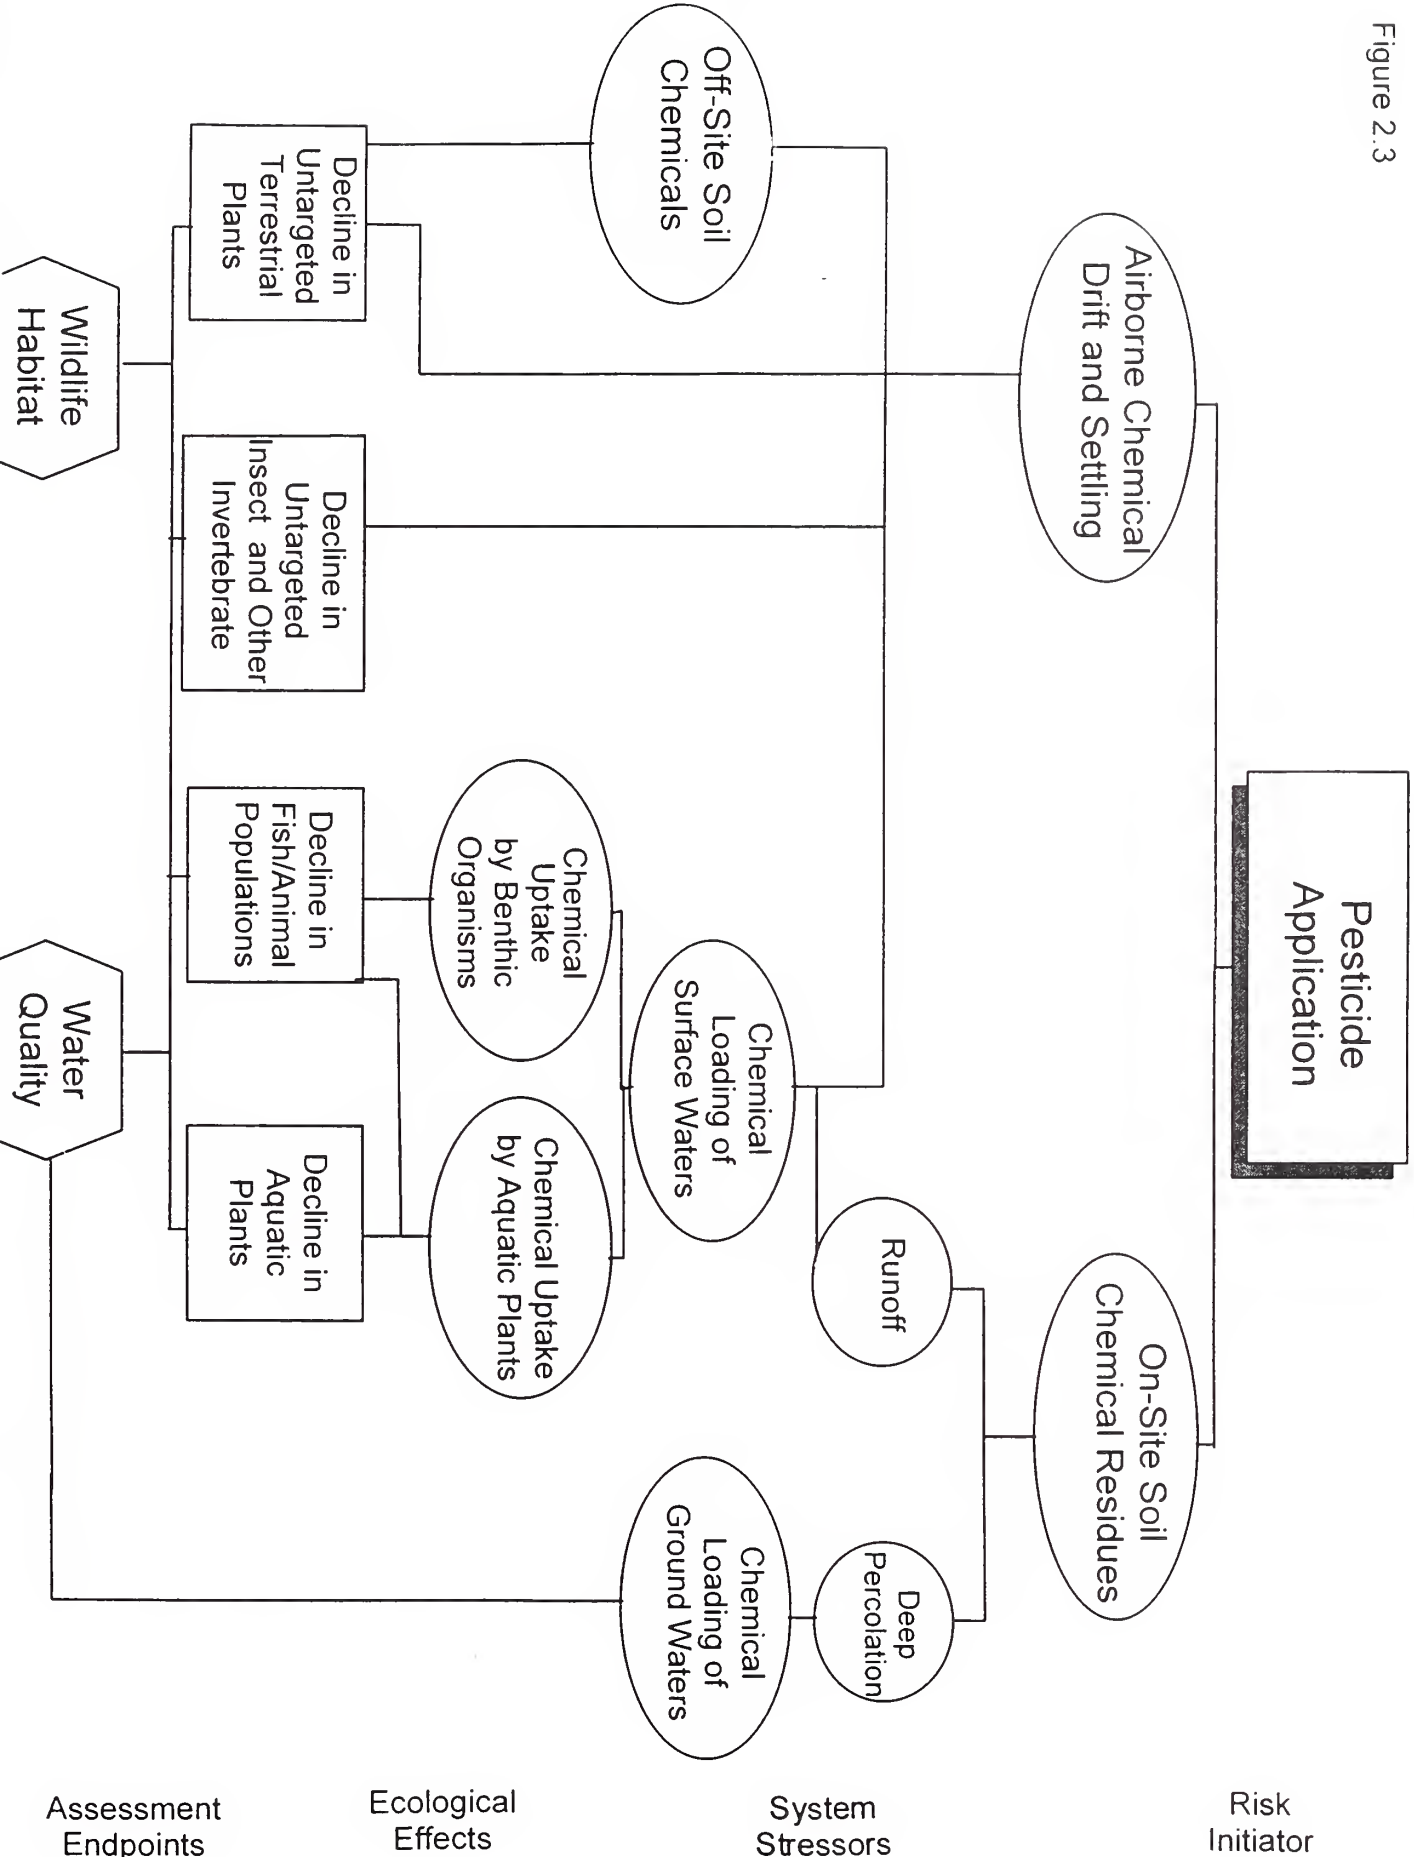 Figure 2.3
Pesticide
Application
Airborne Chemical
Drift and Settling
On-Site Soil
Chemical Residues
Runoff
Deep
Percolation
Off-Site Soil
Chemicals
Chemical
Loading of
Surface Waters
Chemical
Loading of
Ground Waters
Chemical
Uptake
by Benthic
Organisms
Chemical Uptake
by Aquatic Plants
Decline in
Untargeted
Terrestrial
Plants
Decline in
Untargeted
Insect and Other
Invertebrate
Decline in
Fish/Animal
Populations
Decline in
Aquatic
Plants
Wildlife
Habitat
Water
Quality
Risk
Initiator
System
Stressors
Ecological
Effects
Assessment
Endpoints